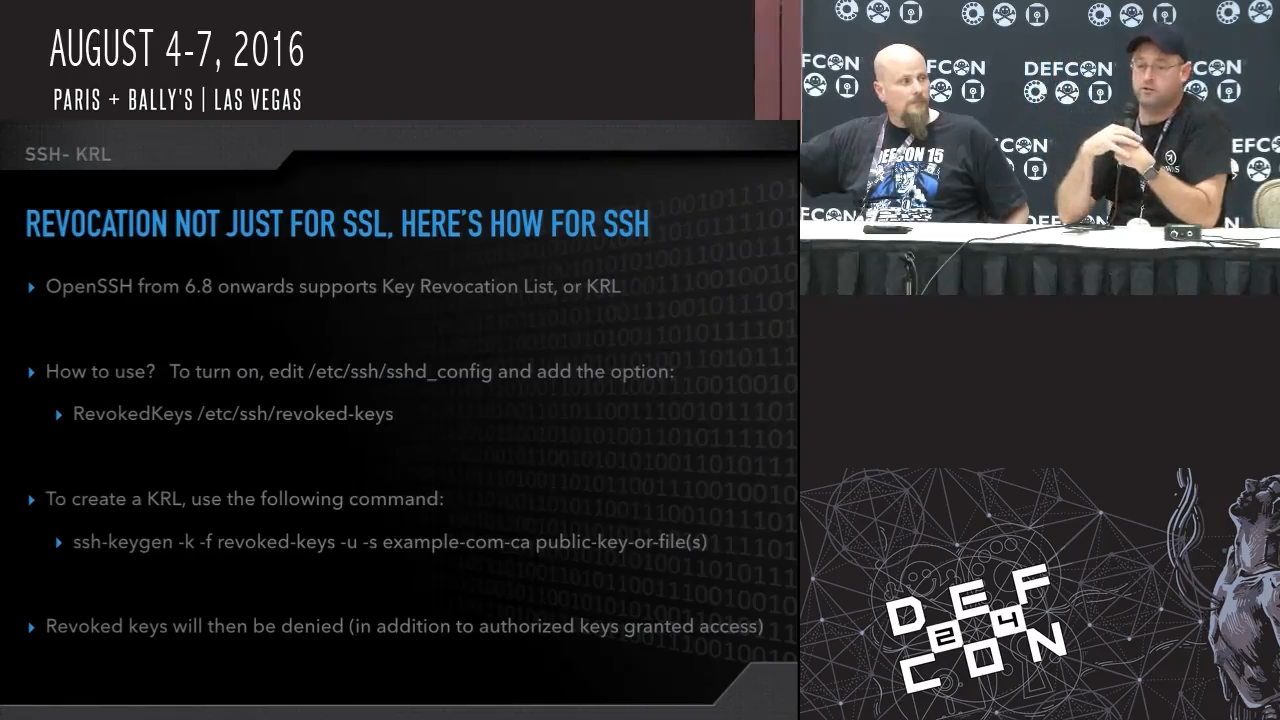 AUGUST 4-7, 2016
PARIS + BALLY'S | LAS VEGAS
SSH- KRL
REVOCATION NOT JUST FOR SSL, HERE'S HOW FOR SSH
OpenSSH from 6.8 onwards supports Key Revocation List, or KRL
How to use?   To turn on, edit /etc/ssh/sshd_config and add the option:
RevokedKeys /etc/ssh/revoked-keys
To create a KRL, use the following command:
ssh-keygen -k -f revoked-keys -u -s example-com-ca public-key-or-file(s)
Revoked keys will then be denied (in addition to authorized keys granted access)
DEFCON
DEFCON 15
DEF
24
CON